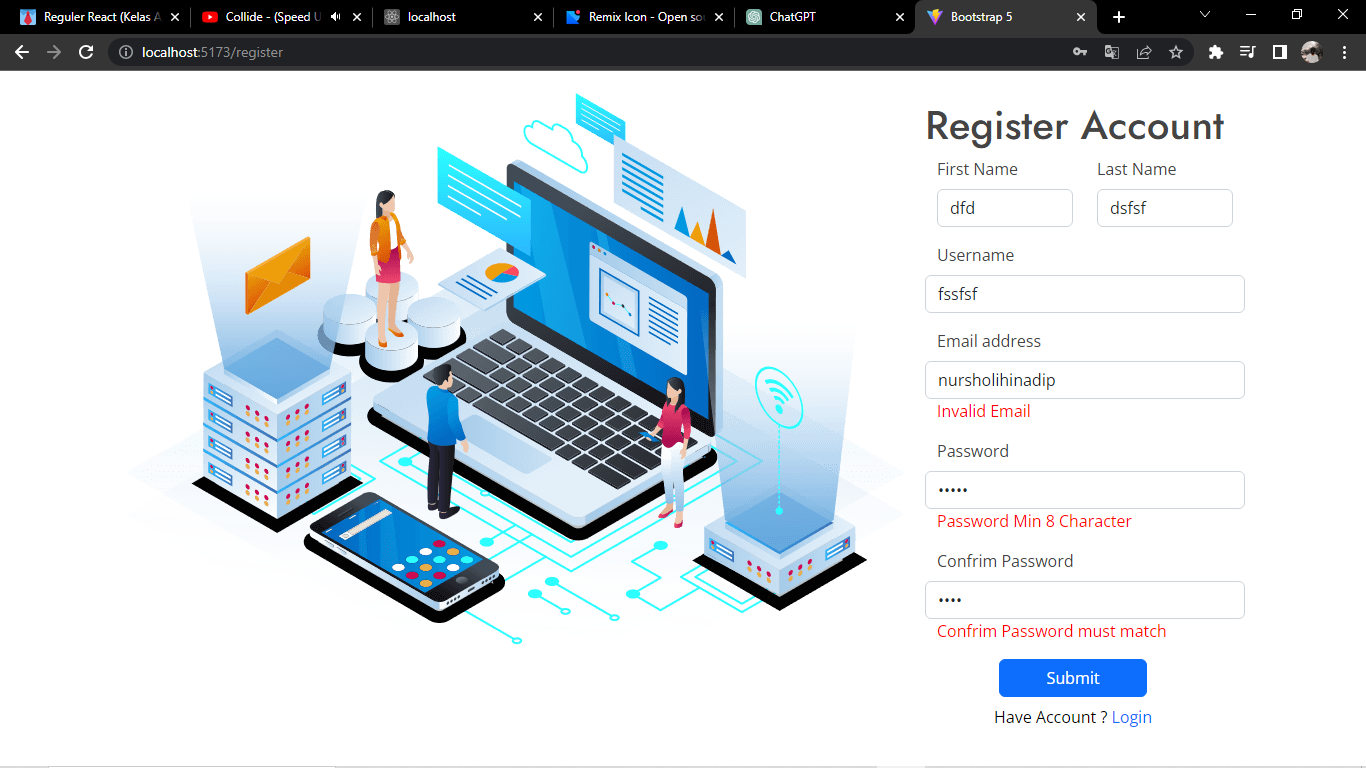 Reguler React (Kelas A
Collide - (Speed U
localhost
Remix Icon - Open so
ChatGPT
Bootstrap 5
localhost:5173/register
Register Account
First Name
Last Name
dfd
dsfsf
Username
fssfsf
Email address
nursholihinadip
Invalid Email
Password
•••••
Password Min 8 Character
Confrim Password
••••
Confrim Password must match
Submit
Have Account ? Login